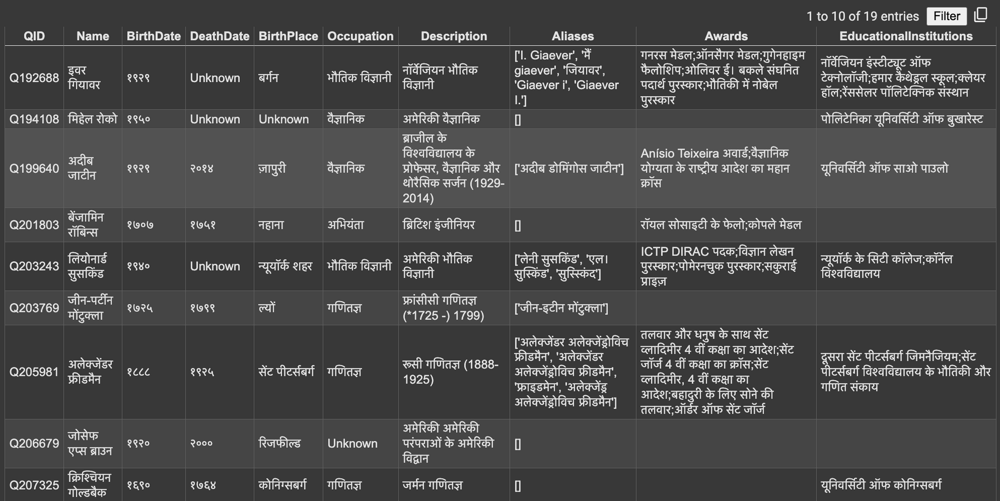 1 to 10 of 19 entries Filter
QID Name BirthDate DeathDate BirthPlace Occupation Description Aliases Awards EducationalInstitutions
Q192688 इवर गियावर १९२९ Unknown बर्गन भौतिक विज्ञानी नॉर्वेजियन भौतिक विज्ञानी ['I. Giaever', 'मैं giaever', 'जियावर', 'Giaever i', 'Giaever I.'] गनरस मेडल;ऑनसैगर मेडल;गुगेनहाइम फैलोशिप;ओलिवर ई। बकले संघनित पदार्थ पुरस्कार;भौतिकी में नोबेल पुरस्कार नॉर्वेजियन इंस्टीट्यूट ऑफ टेक्नोलॉजी;हमार कैथेड्रल स्कूल;क्लेयर हॉल;रेंससेलर पॉलिटेक्निक संस्थान
Q194108 मिहेल रोको १९५० Unknown Unknown वैज्ञानिक अमेरिकी वैज्ञानिक [] पोलिटेनिका यूनिवर्सिटी ऑफ बुखारेस्ट
Q199640 अदीब जाटीन १९२९ २०१४ ज़ापुरी वैज्ञानिक ब्राजील के विश्वविद्यालय के प्रोफेसर, वैज्ञानिक और थोरैसिक सर्जन (1929-2014) ['अदीब डोमिंगोस जाटीन'] Anísio Teixeira अवार्ड;वैज्ञानिक योग्यता के राष्ट्रीय आदेश का महान क्रॉस यूनिवर्सिटी ऑफ साओ पाउलो
Q201803 बेंजामिन रॉबिन्स १७०७ १७५१ नहाना अभियंता ब्रिटिश इंजीनियर [] रॉयल सोसाइटी के फेलो;कोपले मेडल
Q203243 लियोनार्ड सुसकिंड १९४० Unknown न्यूयॉर्क शहर भौतिक विज्ञानी अमेरिकी भौतिक विज्ञानी ['लेनी सुसकिंड', 'एल। सुस्किंड', 'सुस्स्किंद'] ICTP DIRAC पदक;विज्ञान लेखन पुरस्कार;पोमेरनचुक पुरस्कार;सकुराई प्राइज़ न्यूयॉर्क के सिटी कॉलेज;कॉर्नेल विश्वविद्यालय
Q203769 जीन-पर्टीन मोंटुक्ला १७२५ १७९९ ल्यों गणितज्ञ फ्रांसीसी गणितज्ञ (*1725 -) 1799) ['जीन-इटीन मोंटुक्ला']
Q205981 अलेक्जेंडर फ्रीडमैन १८८८ १९२५ सेंट पीटर्सबर्ग गणितज्ञ रूसी गणितज्ञ (1888-1925) ['अलेक्जेंडर अलेक्जेंड्रोविच फ्रीडमैन', 'अलेक्जेंडर अलेक्जेंड्रोविच फ्रीडमैन', 'फ्राइडमेन', 'अलेक्जेंड्र अलेक्जेंड्रोविच फ्रीडमैन'] तलवार और धनुष के साथ सेंट व्लादिमीर 4 वीं कक्षा का आदेश;सेंट जॉर्ज 4 वीं कक्षा का क्रॉस;सेंट व्लादिमीर, 4 वीं कक्षा का आदेश;बहादुरी के लिए सोने की तलवार;ऑर्डर ऑफ सेंट जॉर्ज दूसरा सेंट पीटर्सबर्ग जिमनैजियम;सेंट पीटर्सबर्ग विश्वविद्यालय के भौतिकी और गणित संकाय
Q206679 जोसेफ एप्स ब्राउन १९२० २००० रिजफील्ड Unknown अमेरिकी अमेरिकी परंपराओं के अमेरिकी विद्वान []
Q207325 क्रिश्चियन गोल्डबैक १६९० १७६४ कोनिग्सबर्ग गणितज्ञ जर्मन गणितज्ञ [] यूनिवर्सिटी ऑफ कोनिग्सबर्ग